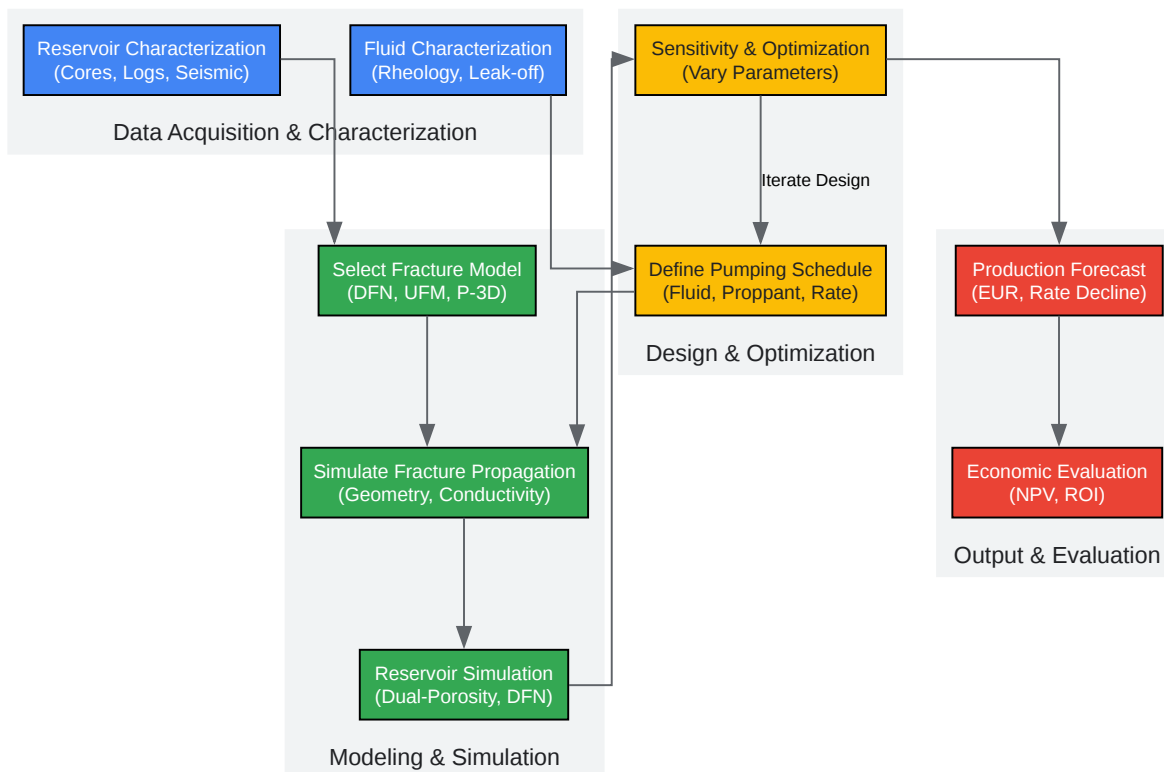 Reservoir Characterization
(Cores, Logs, Seismic)
Fluid Characterization
(Rheology, Leak-off)
Data Acquisition & Characterization
Sensitivity & Optimization
(Vary Parameters)
Iterate Design
Define Pumping Schedule
(Fluid, Proppant, Rate)
Design & Optimization
Select Fracture Model
(DFN, UFM, P-3D)
Simulate Fracture Propagation
(Geometry, Conductivity)
Reservoir Simulation
(Dual-Porosity, DFN)
Modeling & Simulation
Production Forecast
(EUR, Rate Decline)
Economic Evaluation
(NPV, ROI)
Output & Evaluation